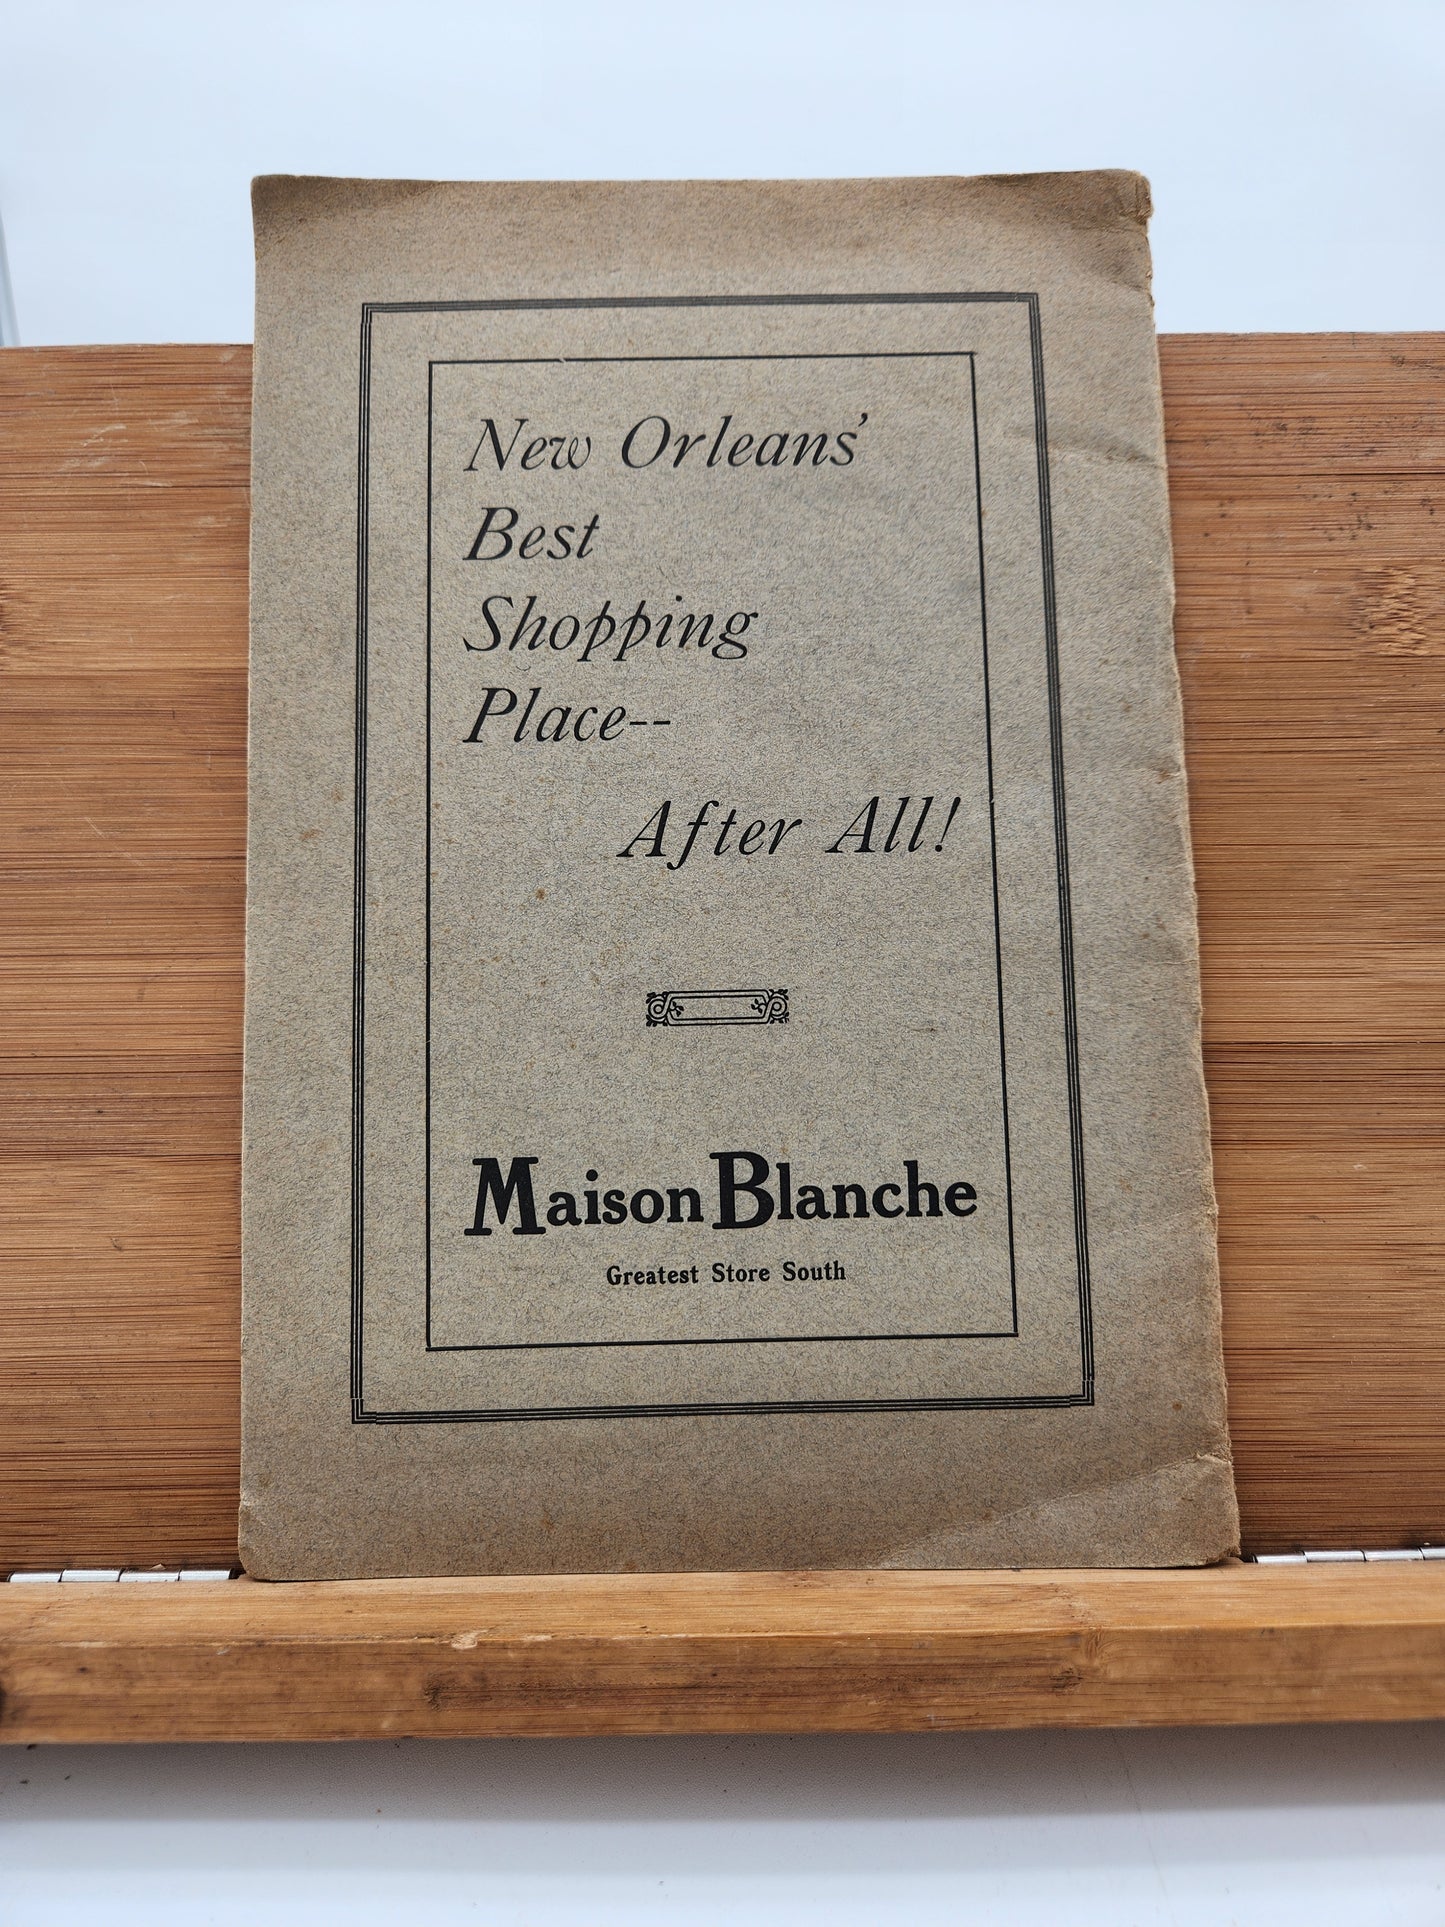 New Orleans'
Best
Shopping
Place--
After All!
Maison Blanche
Greatest Store South